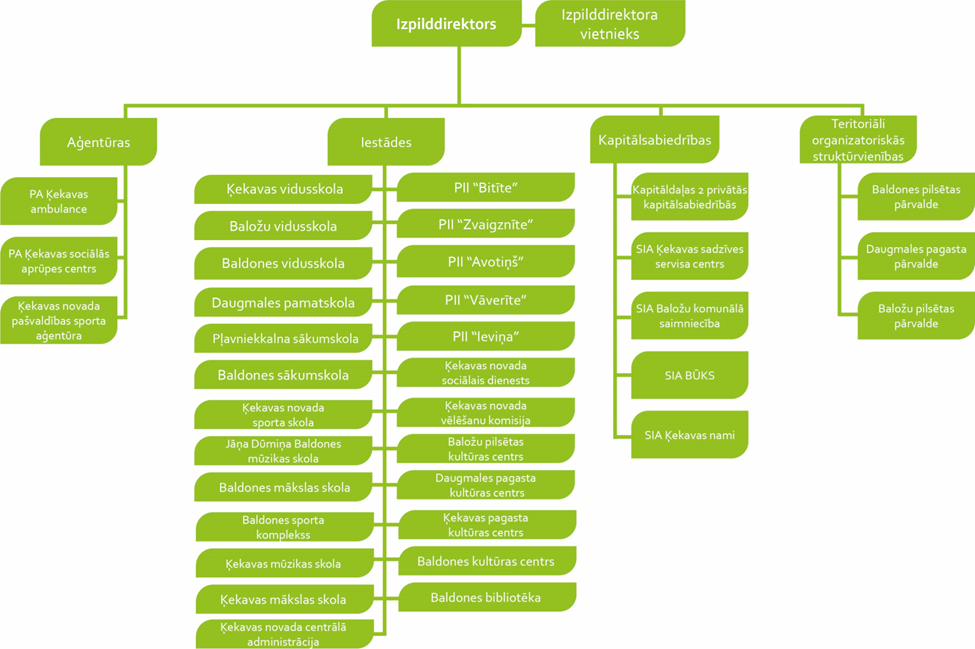 Izpilddirektors
Izpilddirektora
vietnieks
Aģentūras
PA Ķekavas
ambulance
PA Ķekavas sociālās
aprūpes centrs
Ķekavas novada
pašvaldības sporta
aģentūra
Iestādes
Ķekavas vidusskola
Baložu vidusskola
Baldones vidusskola
Daugmales pamatskola
Pļavniekkalna sākumskola
Baldones sākumskola
Ķekavas novada
sporta skola
Jāņa Dūmiņa Baldones
mūzikas skola
Baldones mākslas skola
Baldones sporta
komplekss
Ķekavas mūzikas skola
Ķekavas mākslas skola
Ķekavas novada centrālā
administrācija
PII “Bitīte”
PII “Zvaigznīte”
PII “Avotiņš”
PII “Vāverīte”
PII “Ieviņa”
Ķekavas novada
sociālais dienests
Ķekavas novada
vēlēšanu komisija
Baložu pilsētas
kultūras centrs
Daugmales pagasta
kultūras centrs
Ķekavas pagasta
kultūras centrs
Baldones kultūras centrs
Baldones bibliotēka
Kapitālsabiedrības
Kapitāldaļas 2 privātās
kapitālsabiedrībās
SIA Ķekavas sadzīves
servisa centrs
SIA Baložu komunālā
saimniecība
SIA BŪKS
SIA Ķekavas nami
Teritoriāli
organizatoriskās
struktūrvienības
Baldones pilsētas
pārvalde
Daugmales pagasta
pārvalde
Baložu pilsētas
pārvalde